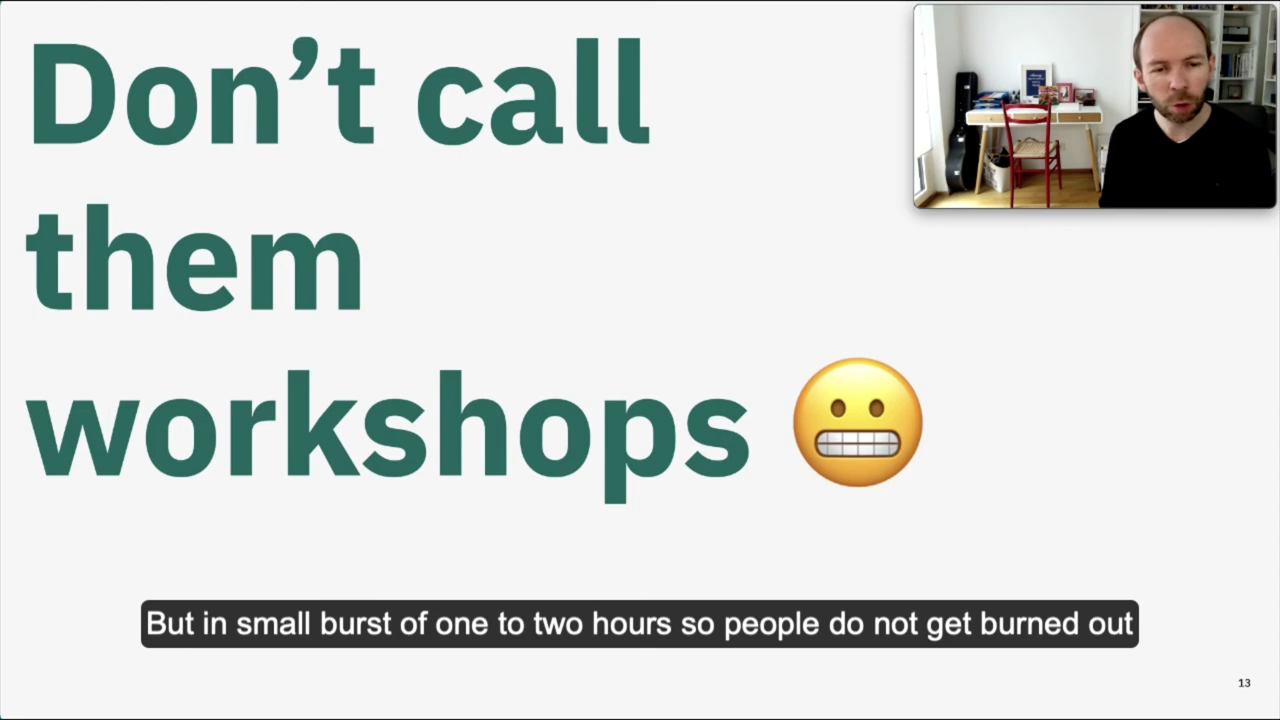 Don’t call
them
workshops 😬
But in small burst of one to two hours so people do not get burned out
13